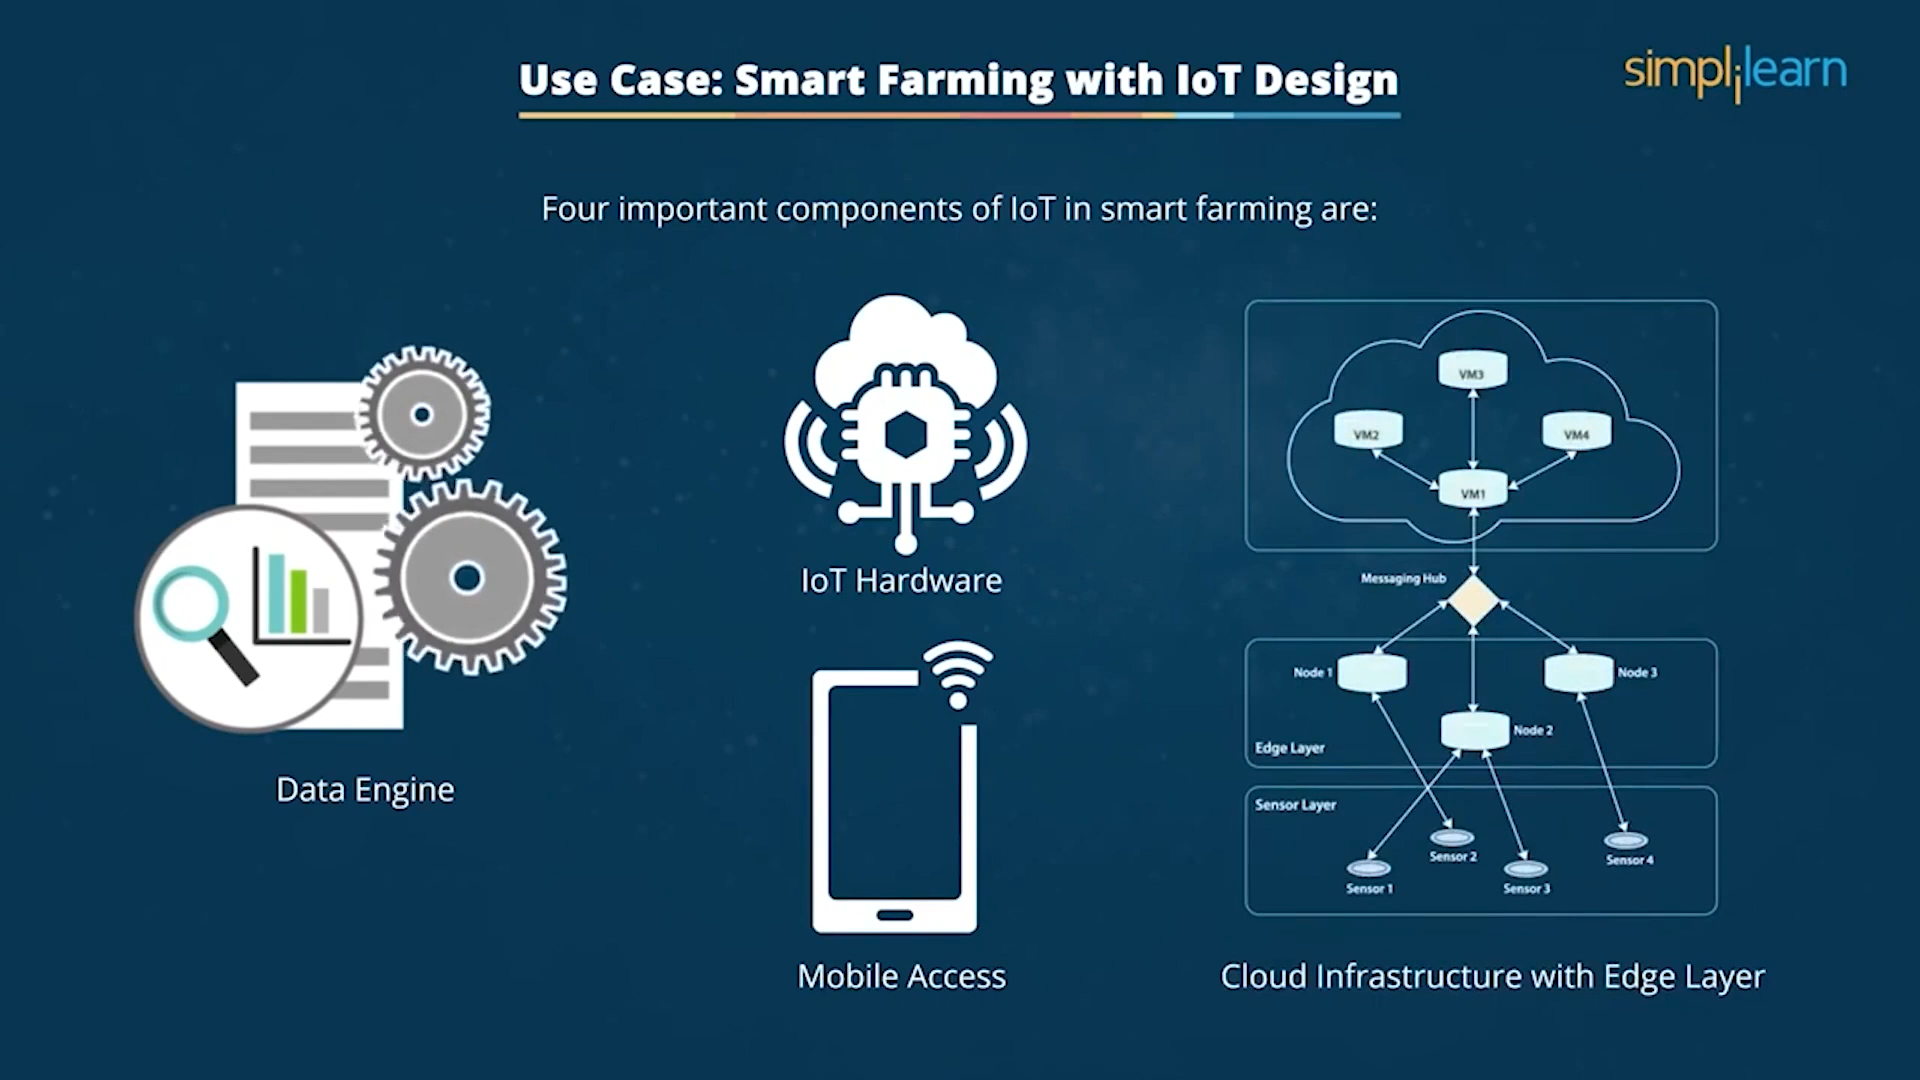 Use Case: Smart Farming with IoT Design
simplilearn
Four important components of IoT in smart farming are:
Data Engine
IoT Hardware
Mobile Access
VM3
VM2
VM4
VM1
Messaging Hub
Node 1
Node 3
Node 2
Edge Layer
Sensor Layer
Sensor 2
Sensor 4
Sensor 1
Sensor 3
Cloud Infrastructure with Edge Layer